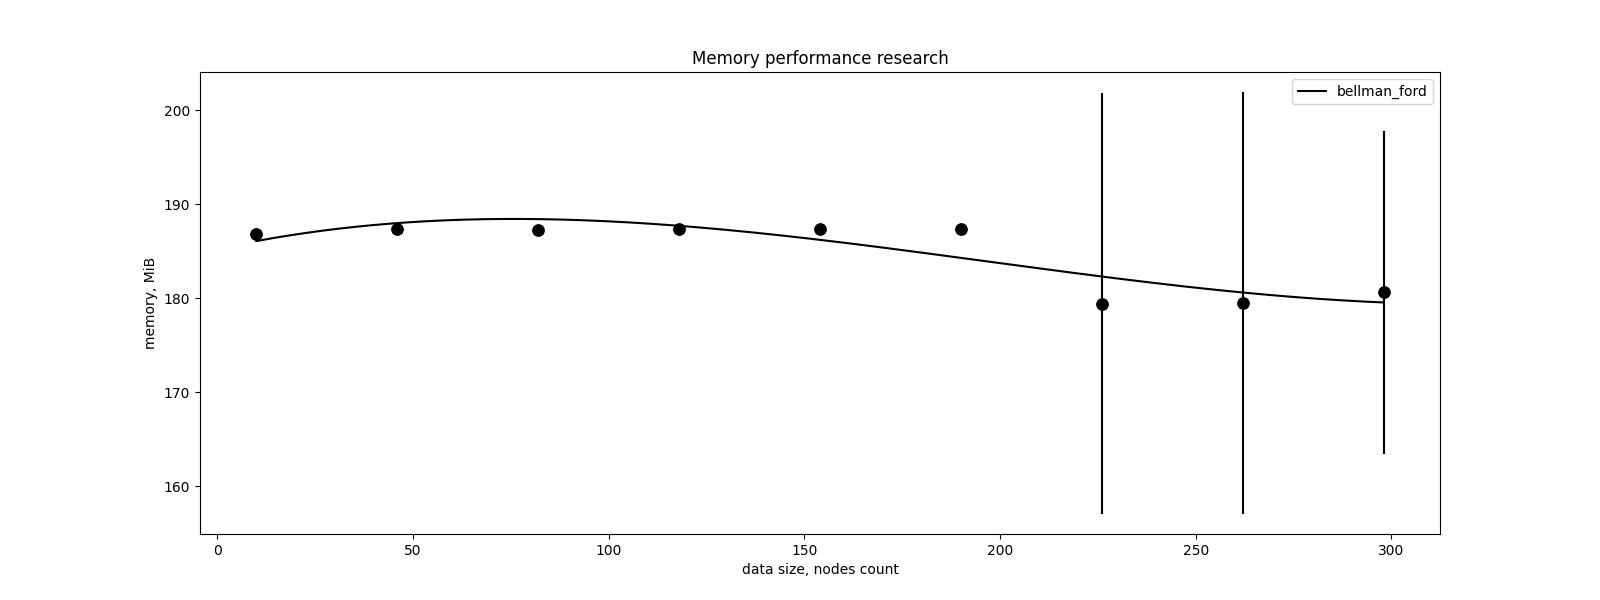 Memory performance research
bellman_ford
200
190
180
170
160
memory, MiB
0 50 100 150 200 250 300
data size, nodes count